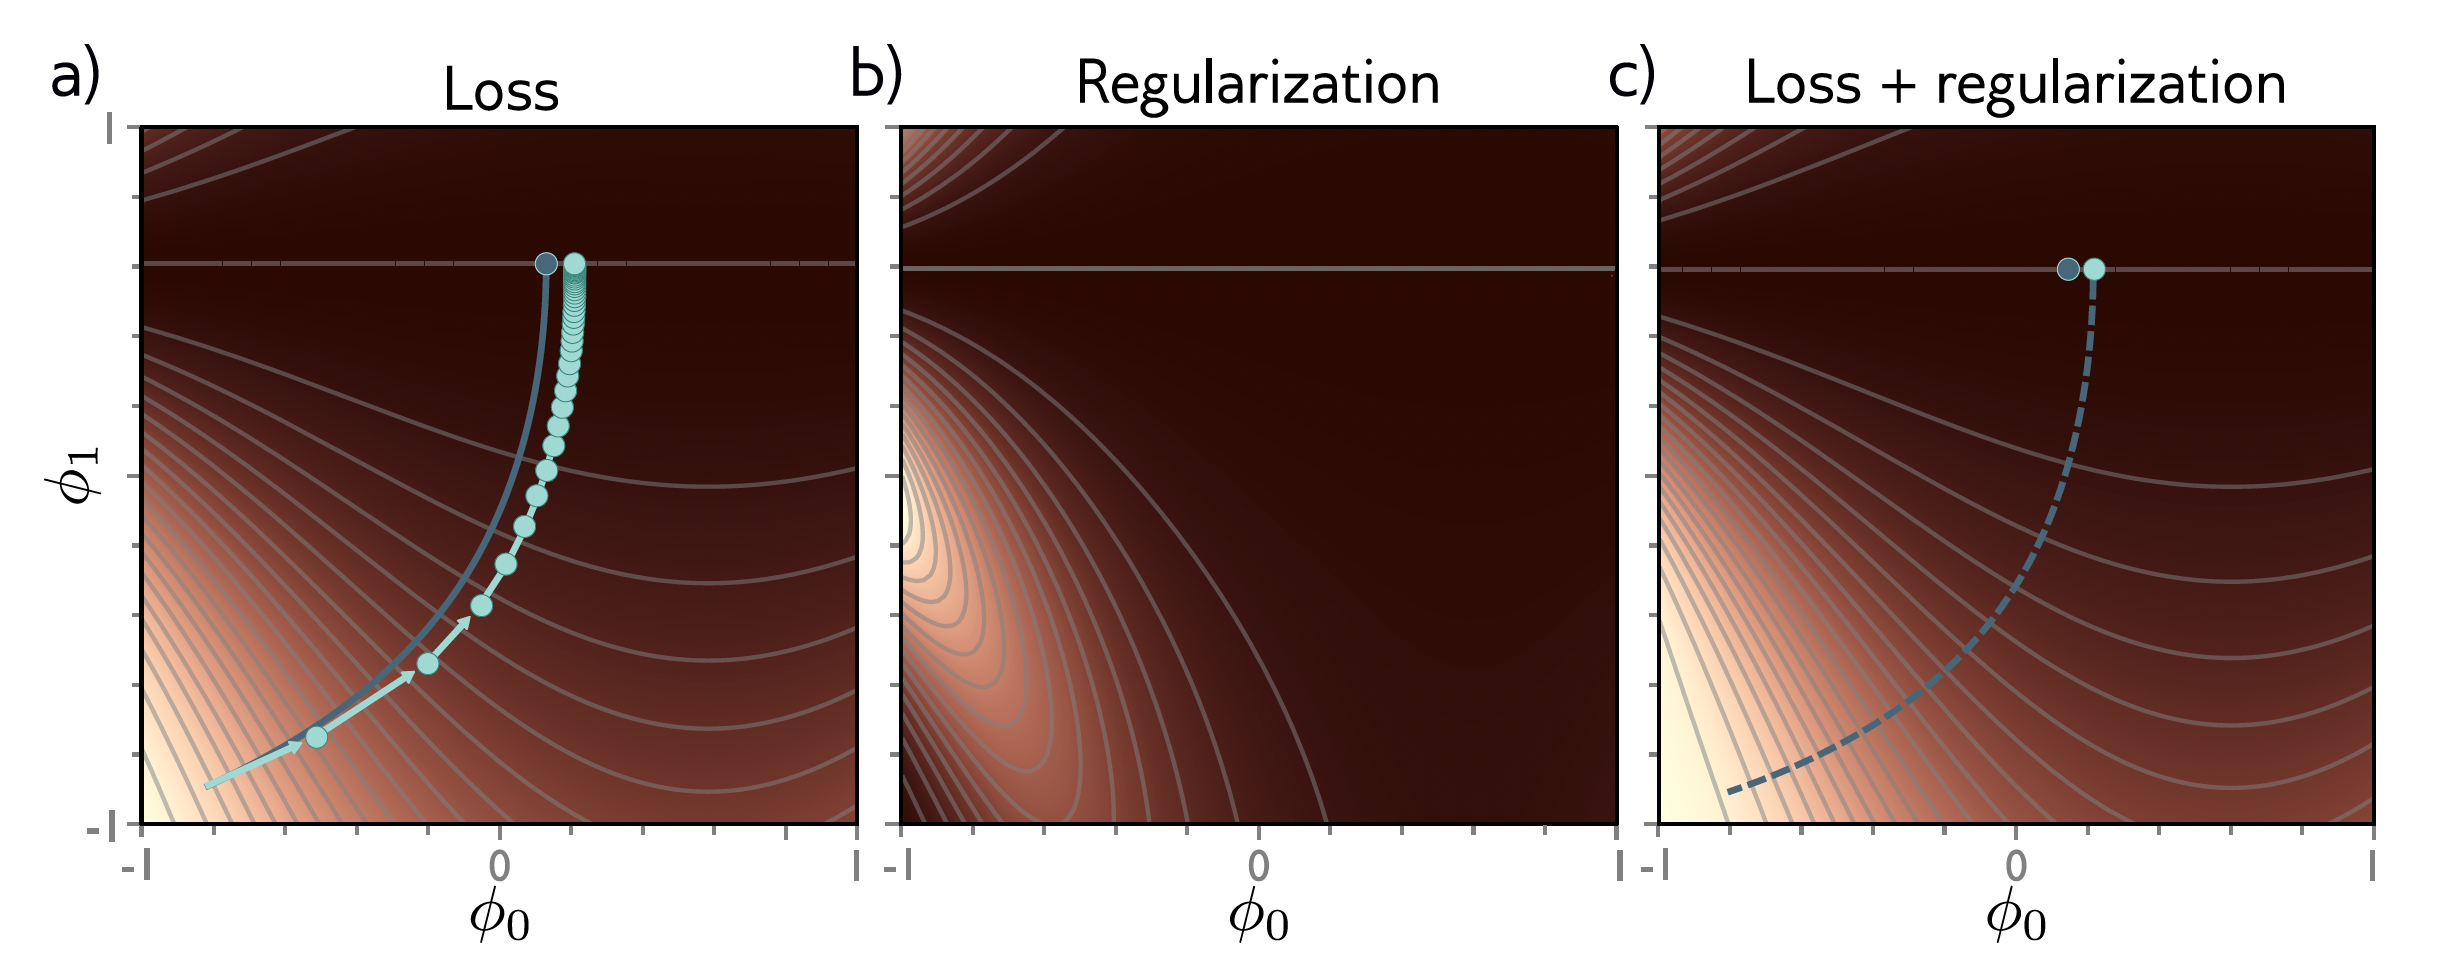 a) Loss
b) Regularization
c) Loss + regularization
1
ϕ1
-1
-1 0 1
-1 0 1
-1 0 1
ϕ0
ϕ0
ϕ0